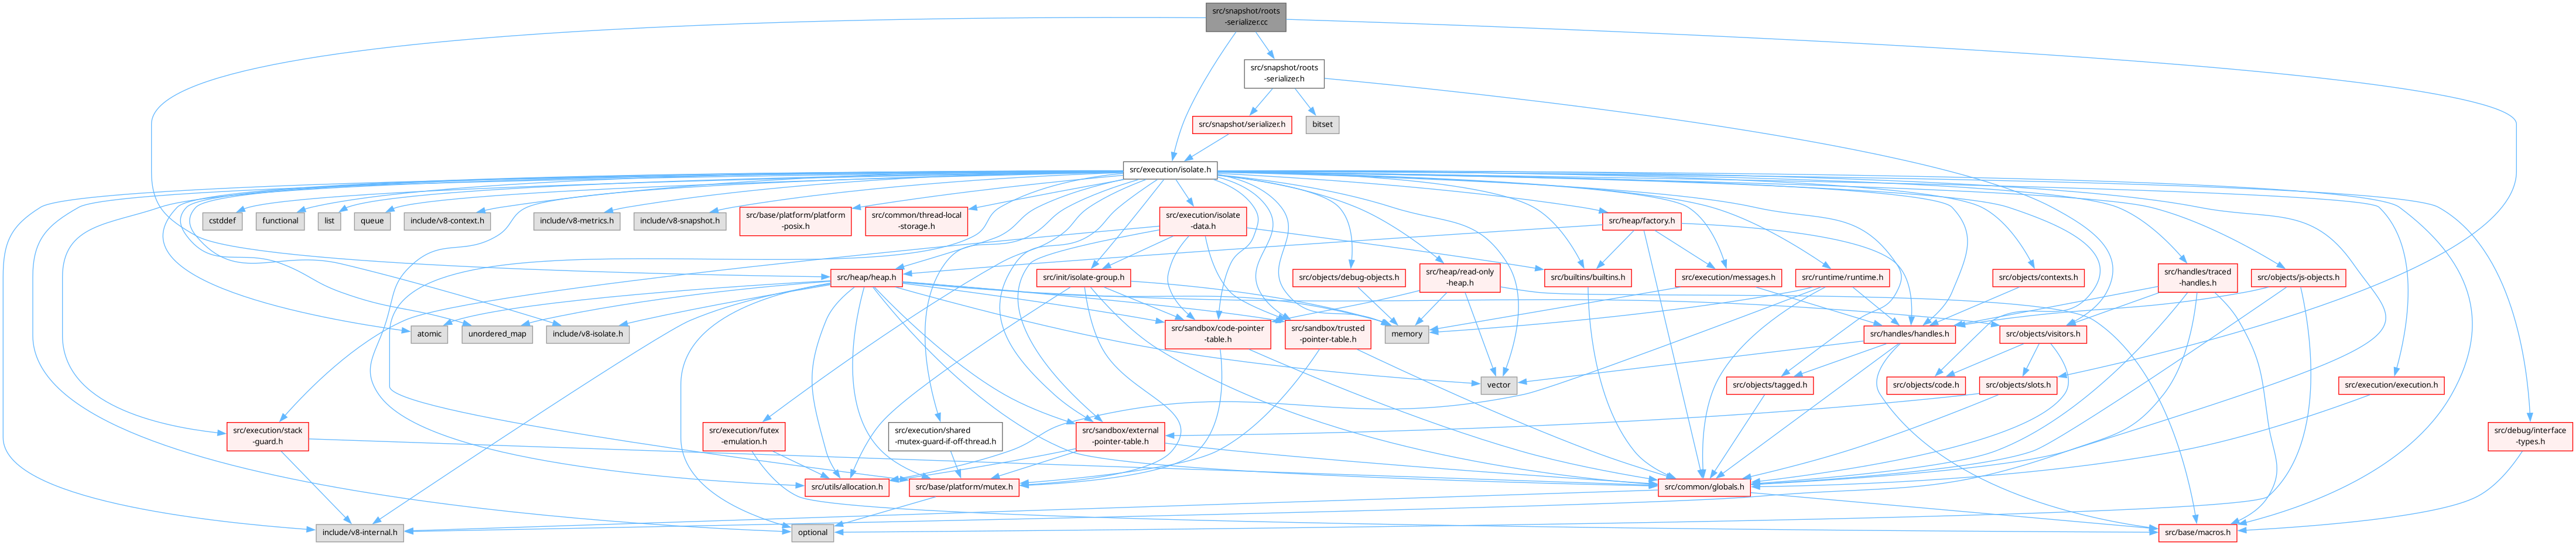 src/snapshot/roots
-serializer.cc
src/snapshot/roots
-serializer.h
src/snapshot/serializer.h
bitset
src/execution/isolate.h
cstddef
functional
list
queue
include/v8-context.h
include/v8-metrics.h
include/v8-snapshot.h
src/base/platform/platform
-posix.h
src/common/thread-local
-storage.h
src/execution/isolate
-data.h
src/heap/factory.h
src/heap/heap.h
src/init/isolate-group.h
src/objects/debug-objects.h
src/heap/read-only
-heap.h
src/builtins/builtins.h
src/execution/messages.h
src/runtime/runtime.h
src/objects/contexts.h
src/handles/traced
-handles.h
src/objects/js-objects.h
atomic
unordered_map
include/v8-isolate.h
src/sandbox/code-pointer
-table.h
src/sandbox/trusted
-pointer-table.h
memory
src/handles/handles.h
src/objects/visitors.h
vector
src/objects/tagged.h
src/objects/code.h
src/objects/slots.h
src/execution/execution.h
src/execution/stack
-guard.h
src/execution/futex
-emulation.h
src/execution/shared
-mutex-guard-if-off-thread.h
src/sandbox/external
-pointer-table.h
src/debug/interface
-types.h
src/utils/allocation.h
src/base/platform/mutex.h
src/common/globals.h
include/v8-internal.h
optional
src/base/macros.h